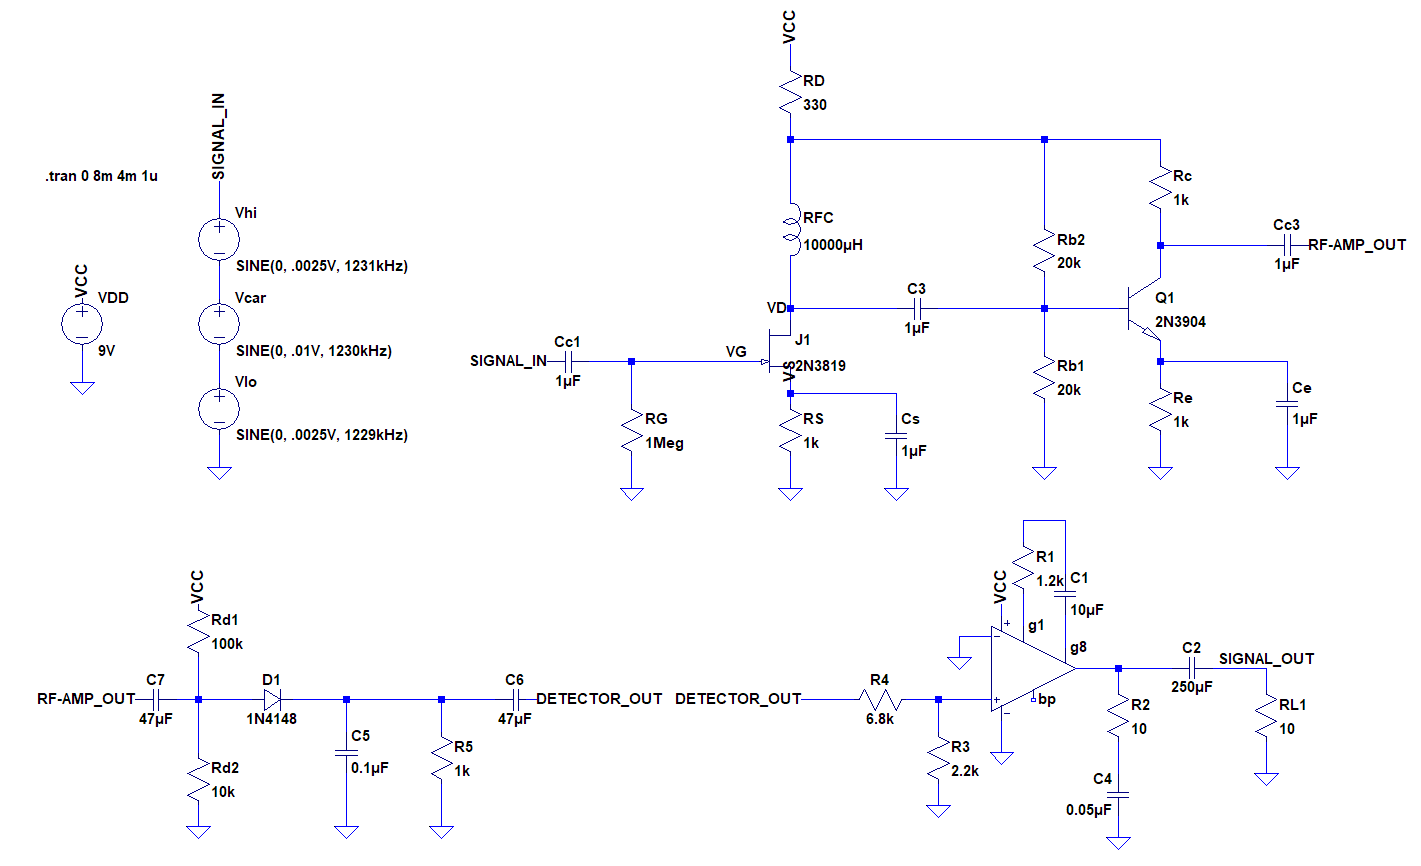 VCC
RD
330
SIGNAL_IN
.tran 0 8m 4m 1u
Rc
1k
Vhi
RFC
10000µH
Cc3
RF-AMP_OUT
1µF
Rb2
20k
SINE(0, .0025V, 1231kHz)
VCC
VDD
Vcar
C3
Q1
VD
1µF
2N3904
9V
SINE(0, .01V, 1230kHz)
J1
VG
Cc1
SIGNAL_IN
2N3819
VS
Rb1
20k
1µF
Vlo
Ce
1µF
Re
1k
RG
1Meg
RS
1k
Cs
1µF
SINE(0, .0025V, 1229kHz)
R1
1.2k
C1
10µF
VCC
VCC
Rd1
100k
g1
g8
C2
SIGNAL_OUT
250µF
C7
RF-AMP_OUT
47µF
D1
1N4148
C6
DETECTOR_OUT
47µF
DETECTOR_OUT
R4
6.8k
bp
R2
10
RL1
10
C5
0.1µF
R5
1k
R3
2.2k
Rd2
10k
C4
0.05µF